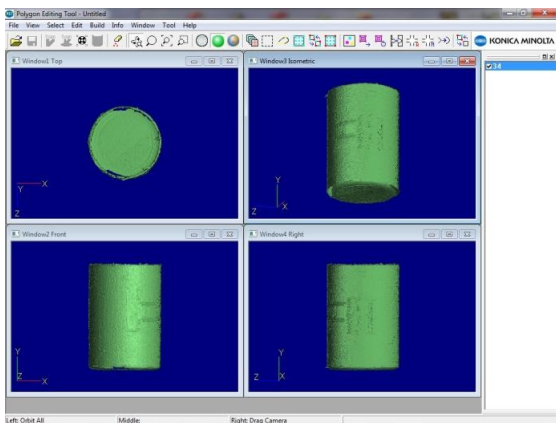 Polygon Editing Tool - Untitled
File View Select Edit Build Info Window Tool Help
KONICA MINOLTA
Window1 Top
Window3 Isometric
34
Y X
Z
Y
Z X
Window2 Front
Window4 Right
Y
Z X
Y
Z X
Left: Orbit All Middle: Right: Drag Camera